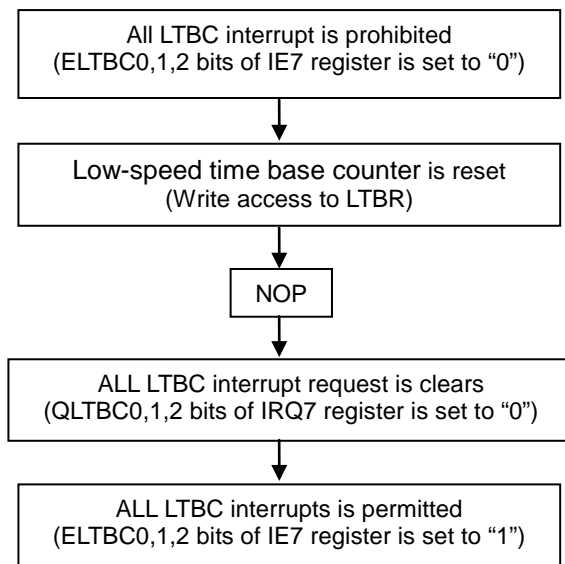 All LTBC interrupt is prohibited
(ELTBC0,1,2 bits of IE7 register is set to “0”)
Low-speed time base counter is reset
(Write access to LTBR)
NOP
ALL LTBC interrupt request is clears
(QLTBC0,1,2 bits of IRQ7 register is set to “0”)
ALL LTBC interrupts is permitted
(ELTBC0,1,2 bits of IE7 register is set to “1”)